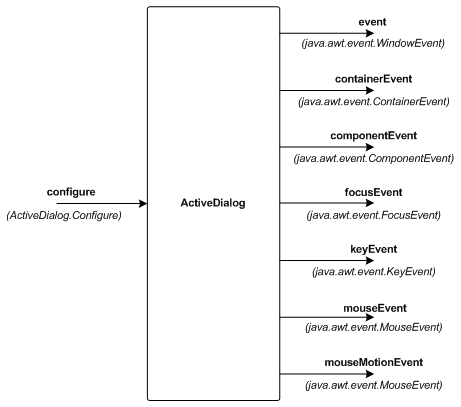 event
(java.awt.event.WindowEvent)
containerEvent
(java.awt.event.ContainerEvent)
componentEvent
(java.awt.event.ComponentEvent)
configure
(ActiveDialog.Configure)
ActiveDialog
focusEvent
(java.awt.event.FocusEvent)
keyEvent
(java.awt.event.KeyEvent)
mouseEvent
(java.awt.event.MouseEvent)
mouseMotionEvent
(java.awt.event.MouseEvent)